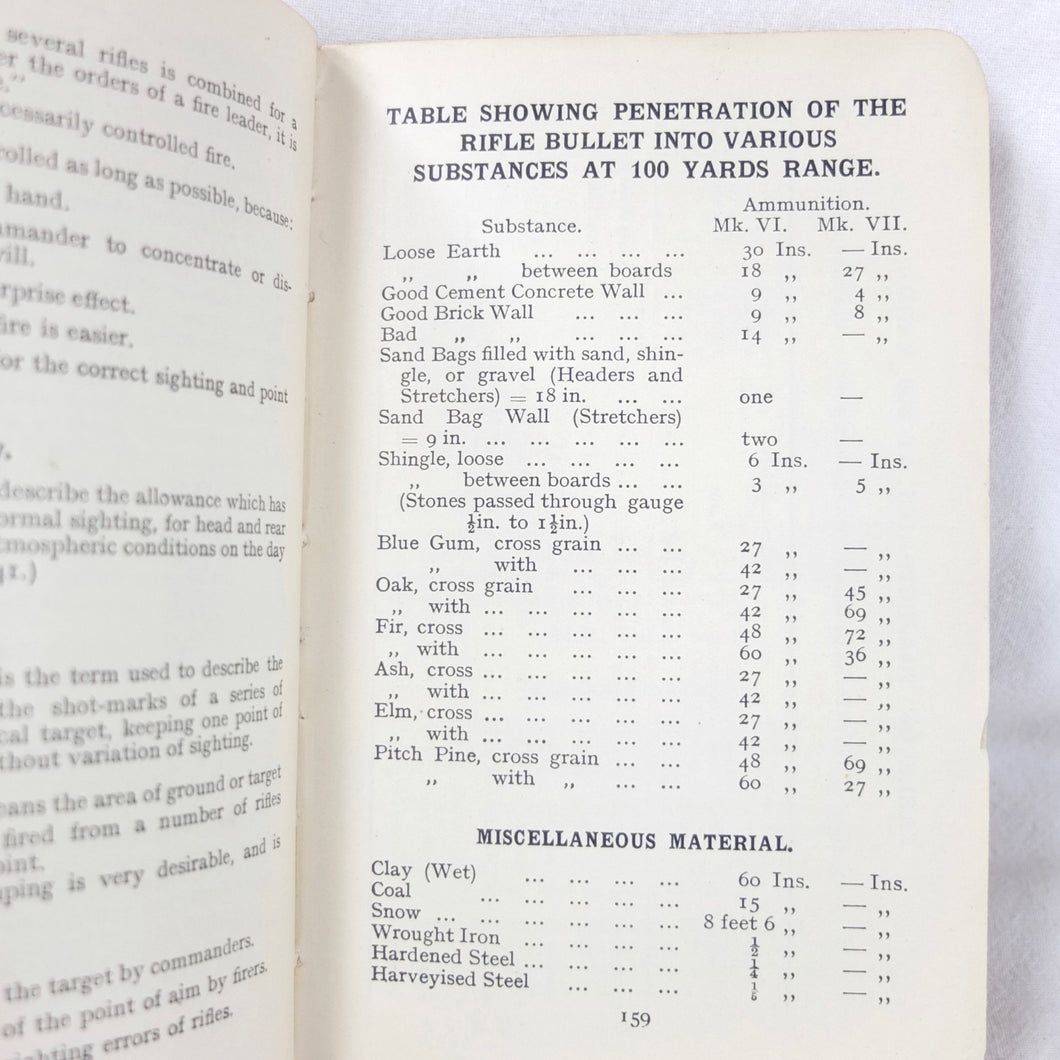 several rifles is combined for a
the orders of a fire leader, it is
necessarily controlled fire.
as long as possible, because:
hand.
to concentrate or dis-
effect.
is easier.
for the correct sighting and point
describe the allowance which has
normal sighting, for head and rear
atmospheric conditions on the day
is the term used to describe the
the shot-marks of a series of
target, keeping one point of
without variation of sighting.
means the area of ground or target
fired from a number of rifles
point.
is very desirable, and is
the target by commanders.
of the point of aim by firers.
errors of rifles.
TABLE SHOWING PENETRATION OF THE
RIFLE BULLET INTO VARIOUS
SUBSTANCES AT 100 YARDS RANGE.
Ammunition.
Substance. Mk. VI. Mk. VII.
Loose Earth ... ... ... ... 30 Ins. — Ins.
,, ,, between boards 18 ,, 27 ,,
Good Cement Concrete Wall ... 9 ,, 4 ,,
Good Brick Wall ... ... ... 9 ,, 8 ,,
Bad ,, ,, ... ... ... 14 ,, — ,,
Sand Bags filled with sand, shin-
gle, or gravel (Headers and
Stretchers) = 18 in. ... ... one —
Sand Bag Wall (Stretchers)
= 9 in. ... ... ... ... ... two —
Shingle, loose ... ... ... ... 6 Ins. — Ins.
,, between boards ... ... 3 ,, 5 ,,
(Stones passed through gauge
½in. to 1½in.)
Blue Gum, cross grain ... ... 27 ,, — ,,
,, with ... ... ... 42 ,, — ,,
Oak, cross grain ... ... ... 27 ,, 45 ,,
,, with ... ... ... ... ... 42 ,, 69 ,,
Fir, cross ... ... ... ... ... 48 ,, 72 ,,
,, with ... ... ... ... ... 60 ,, 36 ,,
Ash, cross ... ... ... ... ... 27 ,, — ,,
,, with ... ... ... ... ... 42 ,, — ,,
Elm, cross ... ... ... ... ... 27 ,, — ,,
,, with ... ... ... ... ... 42 ,, — ,,
Pitch Pine, cross grain ... ... 48 ,, 69 ,,
,, with ,, ... ... 60 ,, 27 ,,
MISCELLANEOUS MATERIAL.
Clay (Wet) ... ... ... ... 60 Ins. — Ins.
Coal ... ... ... ... ... 15 ,, — ,,
Snow ... ... ... ... ... ... 8 feet 6 ,, — ,,
Wrought Iron ... ... ... ... ½ ,, — ,,
Hardened Steel ... ... ... ... ¼ ,, — ,,
Harveyised Steel ... ... ... ⅕ ,, — ,,
159